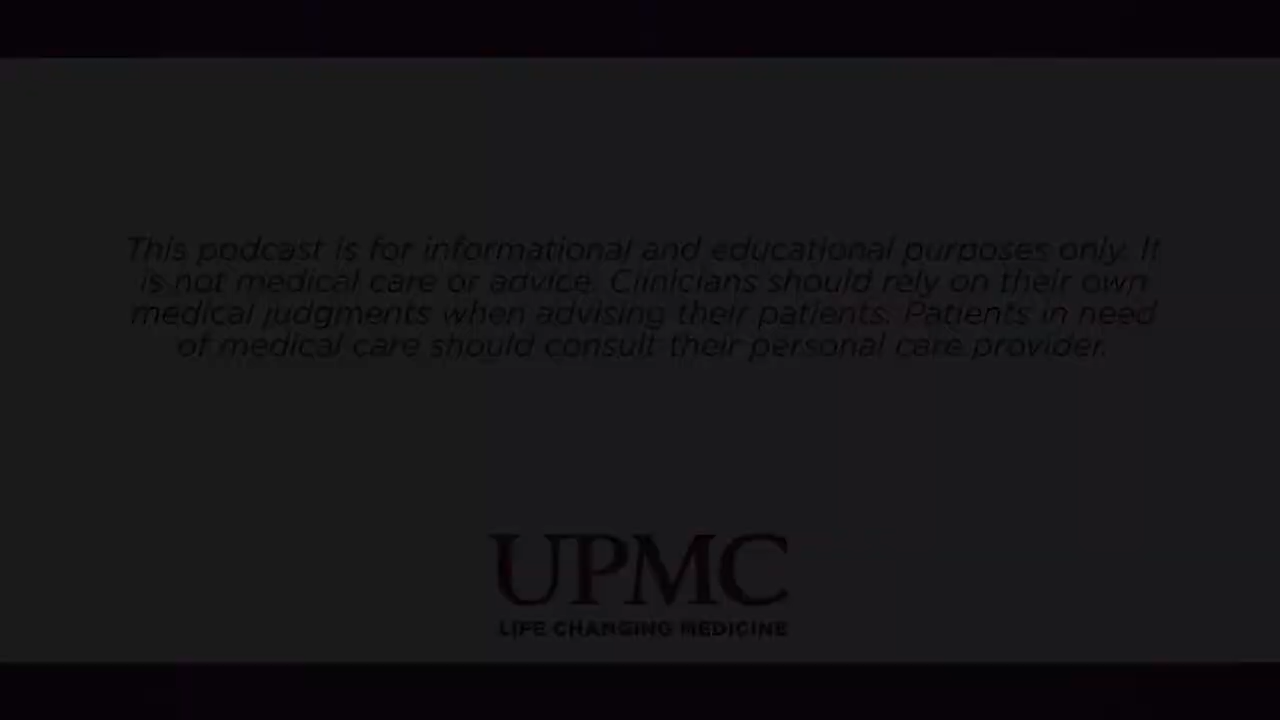 This podcast is for informational and educational purposes only. It
is not medical care or advice. Clinicians should rely on their own
medical judgments when advising their patients. Patients in need
of medical care should consult their personal care provider.
UPMC
LIFE CHANGING MEDICINE